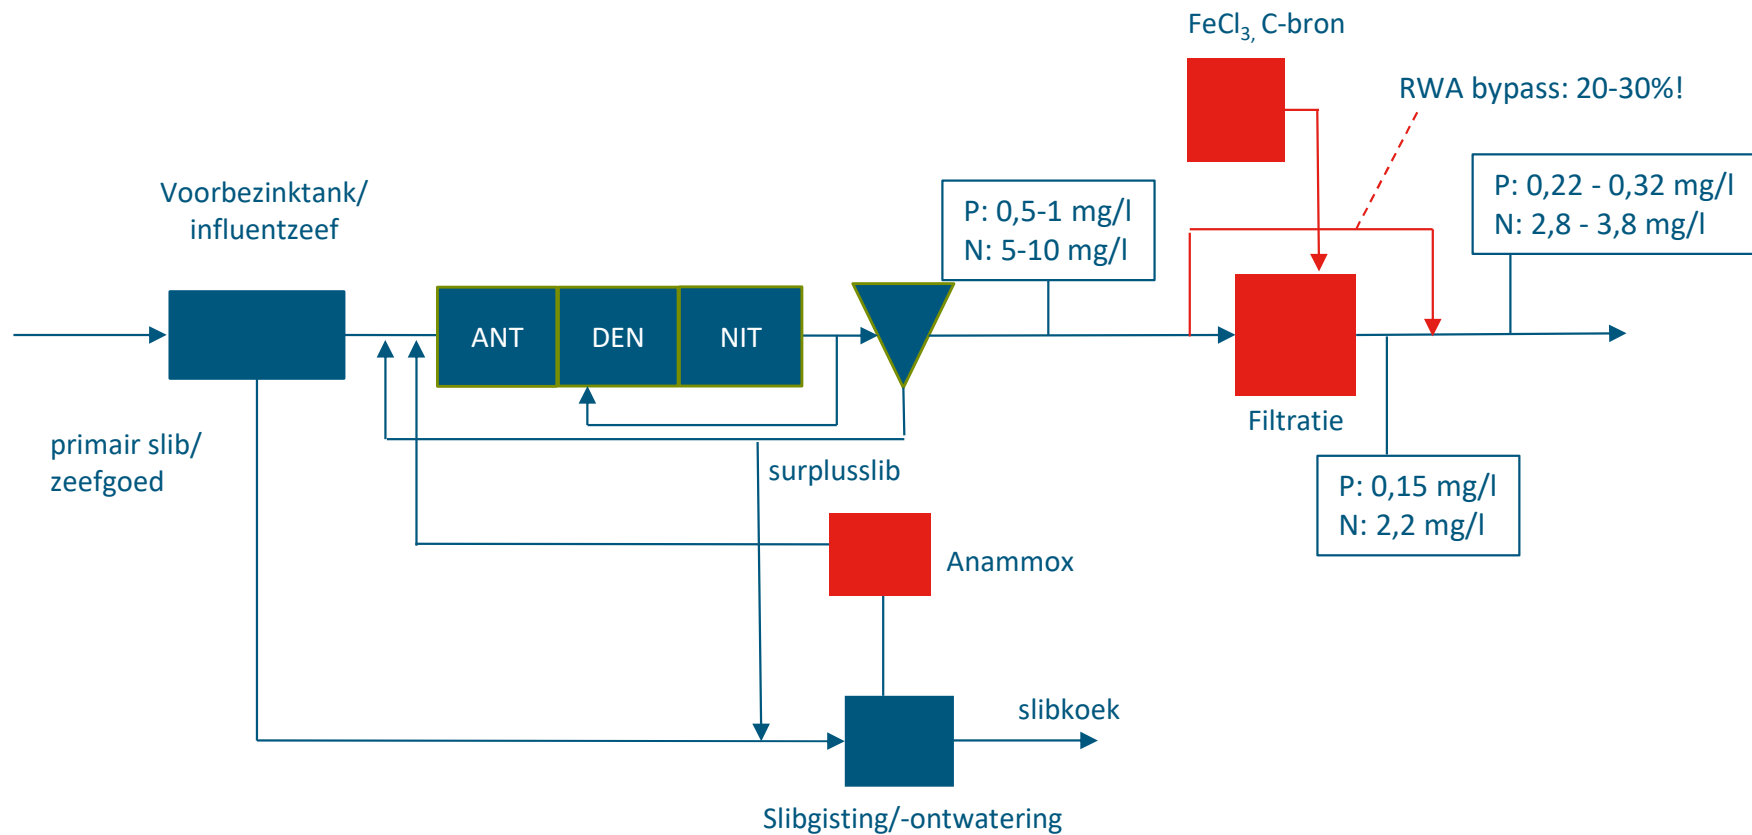 FeCl₃, C-bron
RWA bypass: 20-30%!
Voorbezinktank/
influentzeef
P: 0,5-1 mg/l
N: 5-10 mg/l
P: 0,22 - 0,32 mg/l
N: 2,8 - 3,8 mg/l
ANT
DEN
NIT
Filtratie
primair slib/
zeefgoed
surplusslib
P: 0,15 mg/l
N: 2,2 mg/l
Anammox
slibkoek
Slibgisting/-ontwatering